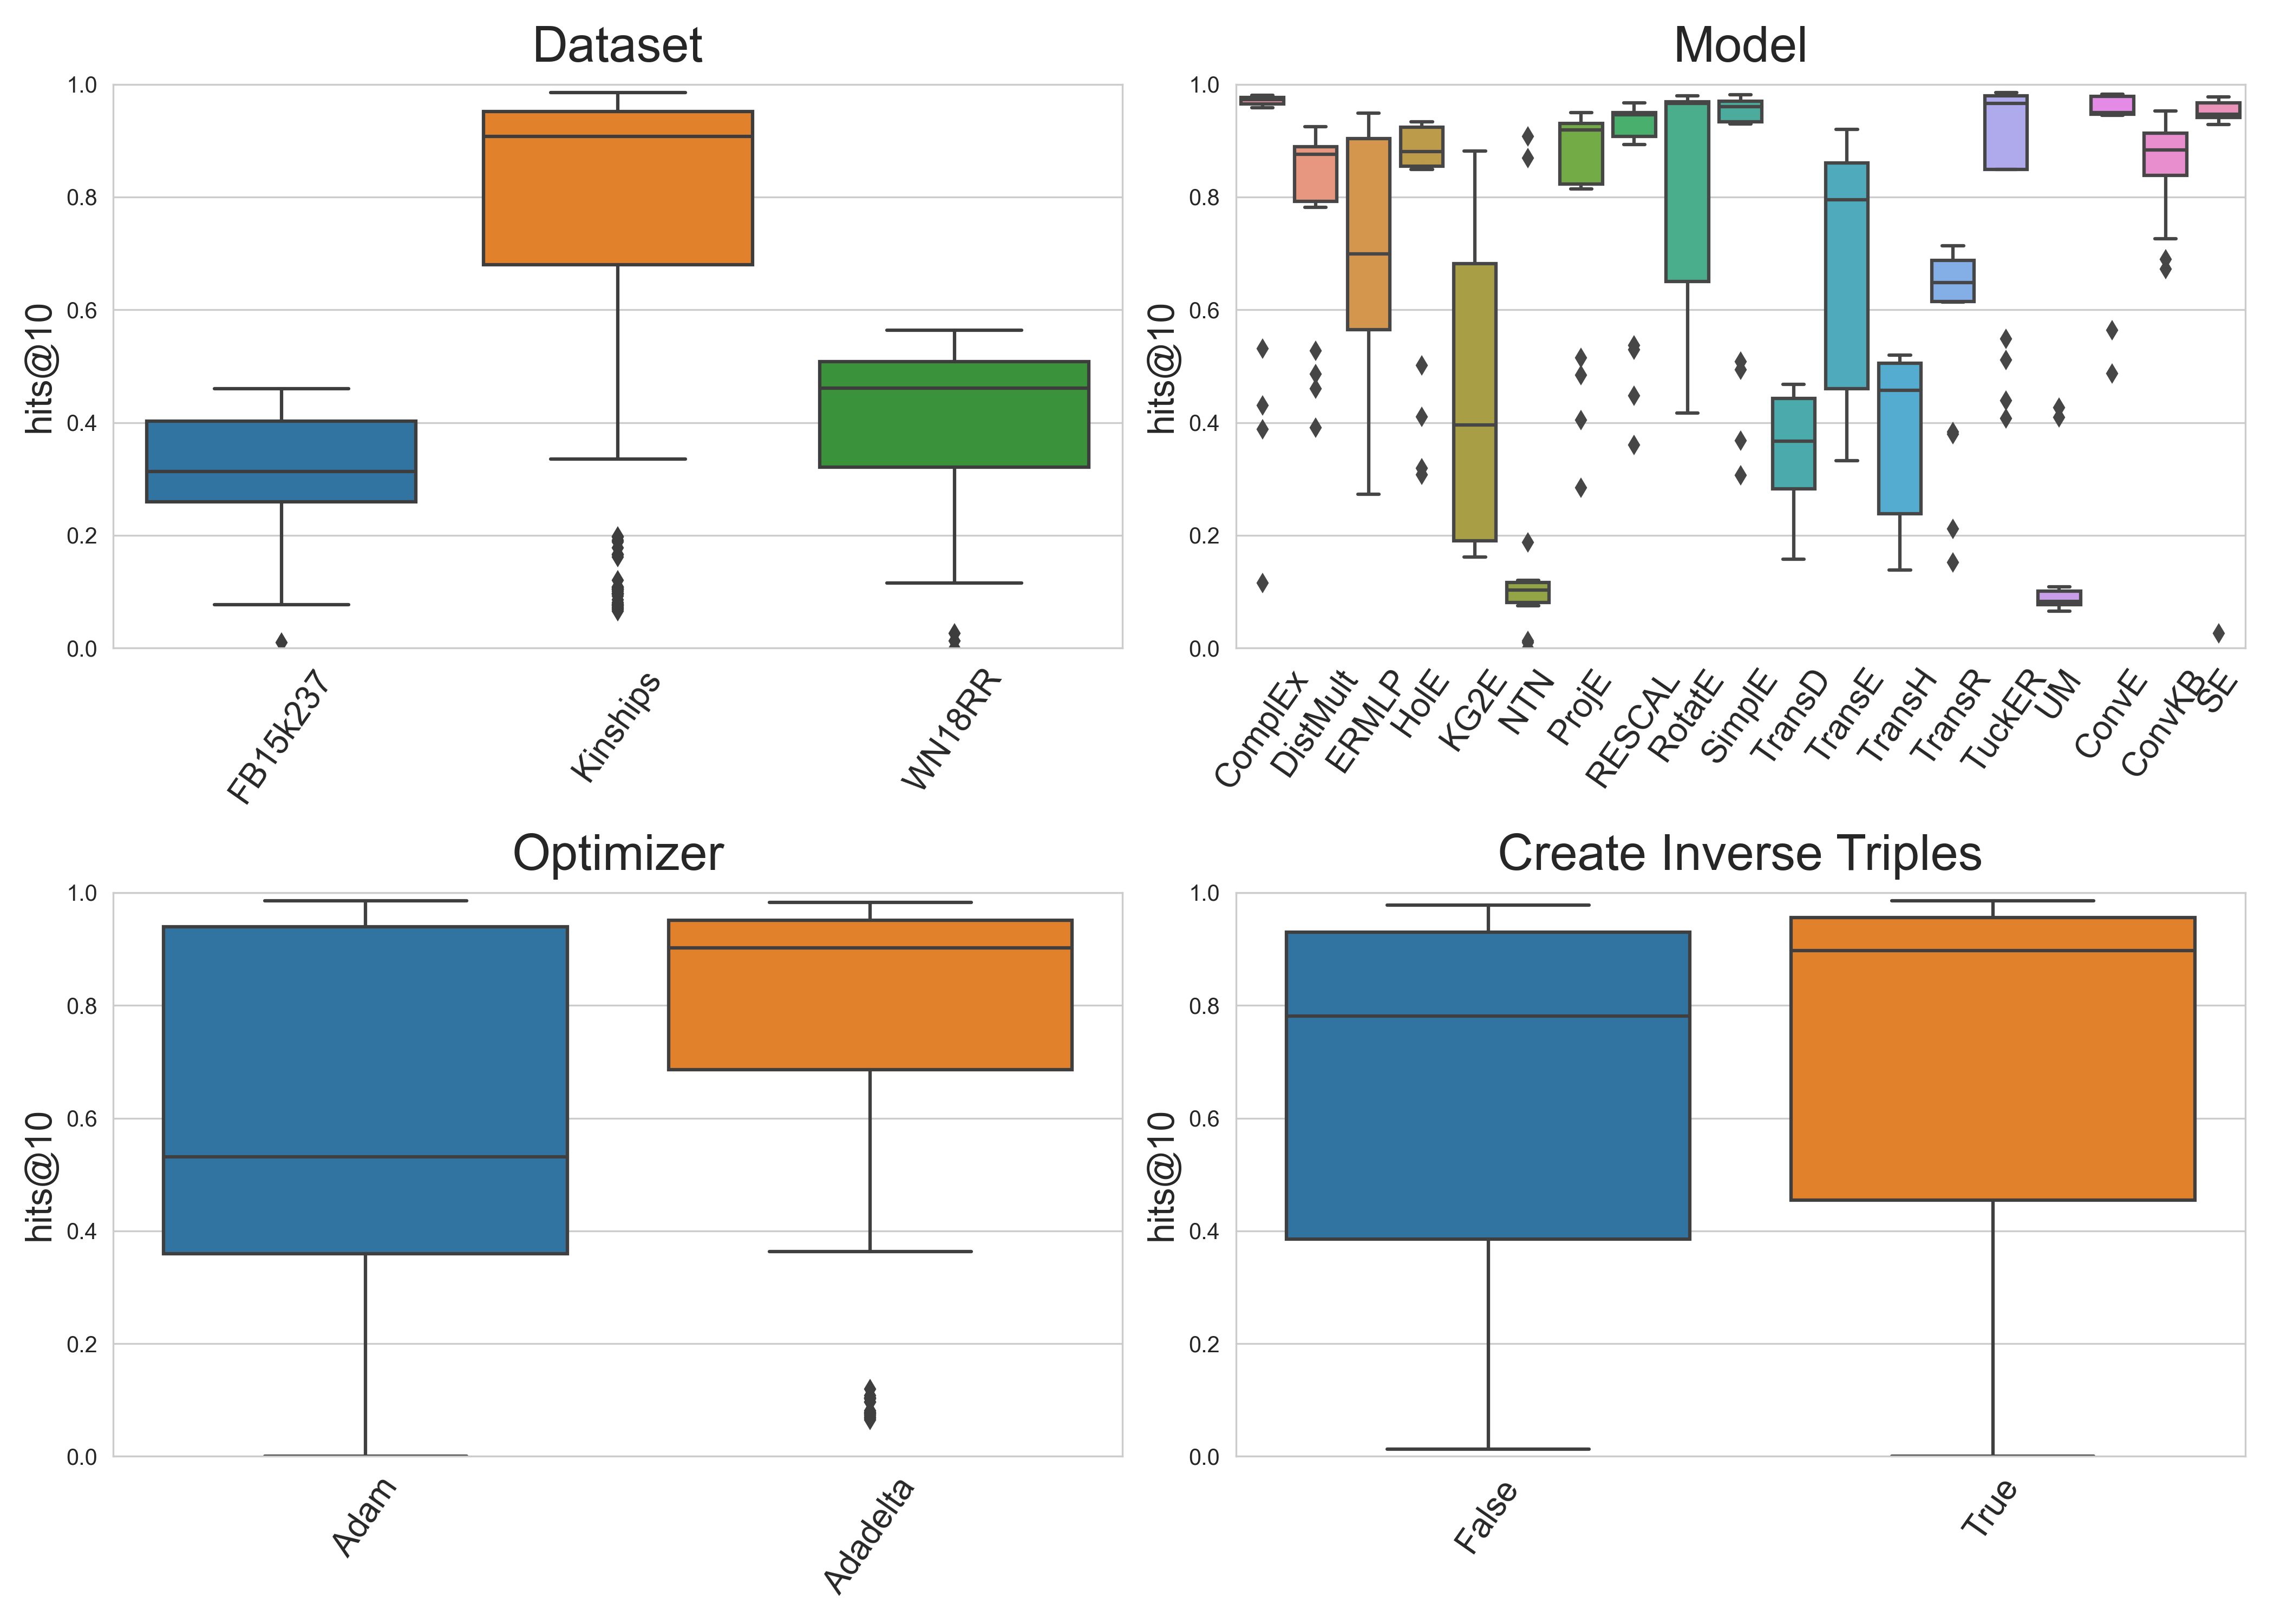 Dataset
hits@10
1.0
0.8
0.6
0.4
0.2
0.0
FB15k237
Kinships
WN18RR
Model
hits@10
1.0
0.8
0.6
0.4
0.2
0.0
ComplEx
DistMult
ERMLP
HolE
KG2E
NTN
ProjE
RESCAL
RotatE
SimplE
TransD
TransE
TransH
TransR
TuckER
UM
ConvE
ConvKB
SE
Optimizer
hits@10
1.0
0.8
0.6
0.4
0.2
0.0
Adam
Adadelta
Create Inverse Triples
hits@10
1.0
0.8
0.6
0.4
0.2
0.0
False
True